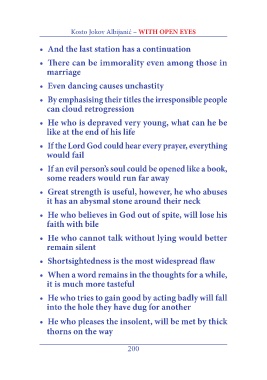 Kosto Jokov Albijanić – WITH OPEN EYES
• And the last station has a continuation
• There can be immorality even among those in
marriage
• Even dancing causes unchastity
• By emphasising their titles the irresponsible people
can cloud retrogression
• He who is depraved very young, what can he be
like at the end of his life
• If the Lord God could hear every prayer, everything
would fail
• If an evil person's soul could be opened like a book,
some readers would run far away
• Great strength is useful, however, he who abuses
it has an abysmal stone around their neck
• He who believes in God out of spite, will lose his
faith with bile
• He who cannot talk without lying would better
remain silent
• Shortsightedness is the most widespread flaw
• When a word remains in the thoughts for a while,
it is much more tasteful
• He who tries to gain good by acting badly will fall
into the hole they have dug for another
• He who pleases the insolent, will be met by thick
thorns on the way
200